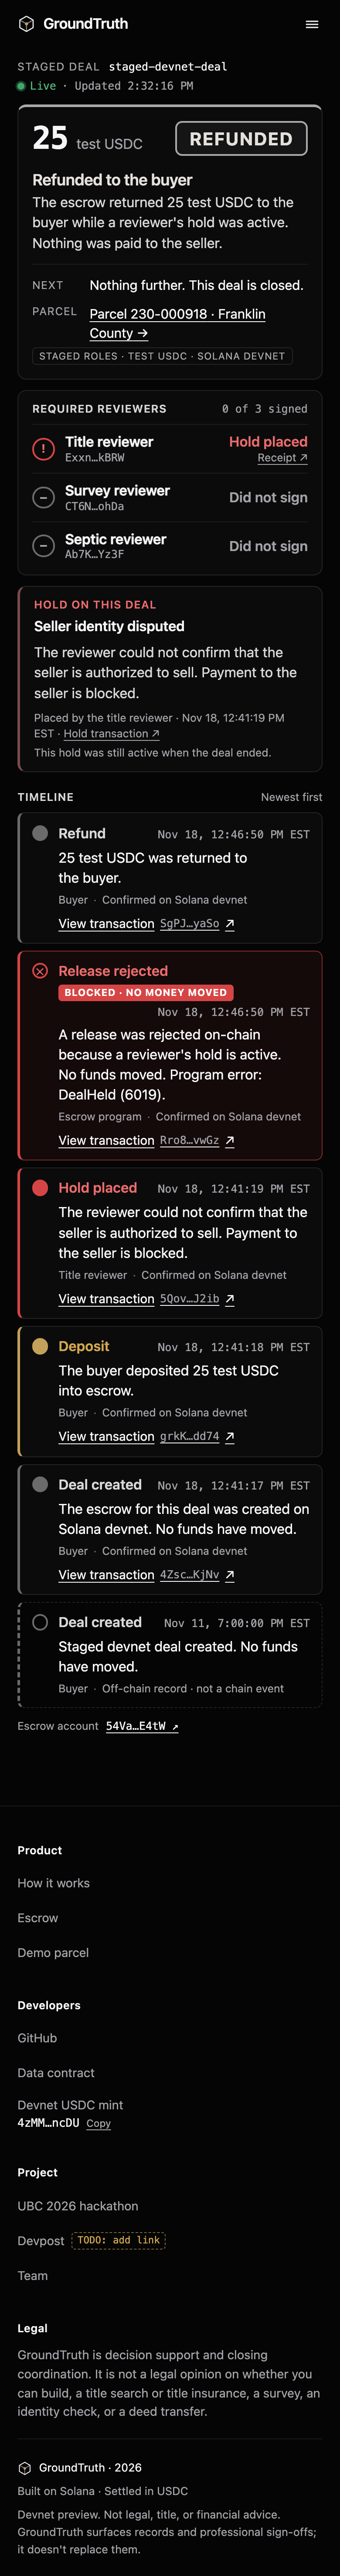 GroundTruth
STAGED DEAL staged-devnet-deal
Live · Updated 2:32:16 PM
25 test USDC
REFUNDED
Refunded to the buyer
The escrow returned 25 test USDC to the
buyer while a reviewer's hold was active.
Nothing was paid to the seller.
NEXT Nothing further. This deal is closed.
PARCEL Parcel 230-000918 · Franklin
County →
STAGED ROLES · TEST USDC · SOLANA DEVNET
REQUIRED REVIEWERS 0 of 3 signed
! Title reviewer Hold placed
Exxn…kBRW Receipt ↗
– Survey reviewer Did not sign
CT6N…ohDa
– Septic reviewer Did not sign
Ab7K…Yz3F
HOLD ON THIS DEAL
Seller identity disputed
The reviewer could not confirm that the
seller is authorized to sell. Payment to the
seller is blocked.
Placed by the title reviewer · Nov 18, 12:41:19 PM
EST · Hold transaction ↗
This hold was still active when the deal ended.
TIMELINE Newest first
Refund Nov 18, 12:46:50 PM EST
25 test USDC was returned to
the buyer.
Buyer · Confirmed on Solana devnet
View transaction SgPJ…yaSo ↗
Release rejected
BLOCKED · NO MONEY MOVED
Nov 18, 12:46:50 PM EST
A release was rejected on-chain
because a reviewer's hold is active.
No funds moved. Program error:
DealHeld (6019).
Escrow program · Confirmed on Solana devnet
View transaction Rro8…vwGz ↗
Hold placed Nov 18, 12:41:19 PM EST
The reviewer could not confirm that the
seller is authorized to sell. Payment to
the seller is blocked.
Title reviewer · Confirmed on Solana devnet
View transaction 5Qov…J2ib ↗
Deposit Nov 18, 12:41:18 PM EST
The buyer deposited 25 test USDC
into escrow.
Buyer · Confirmed on Solana devnet
View transaction grkK…dd74 ↗
Deal created Nov 18, 12:41:17 PM EST
The escrow for this deal was created on
Solana devnet. No funds have moved.
Buyer · Confirmed on Solana devnet
View transaction 4Zsc…KjNv ↗
Deal created Nov 11, 7:00:00 PM EST
Staged devnet deal created. No funds
have moved.
Buyer · Off-chain record · not a chain event
Escrow account 54Va…E4tW ↗
Product
How it works
Escrow
Demo parcel
Developers
GitHub
Data contract
Devnet USDC mint
4zMM…ncDU Copy
Project
UBC 2026 hackathon
Devpost TODO: add link
Team
Legal
GroundTruth is decision support and closing
coordination. It is not a legal opinion on whether you
can build, a title search or title insurance, a survey, an
identity check, or a deed transfer.
GroundTruth · 2026
Built on Solana · Settled in USDC
Devnet preview. Not legal, title, or financial advice.
GroundTruth surfaces records and professional sign-offs;
it doesn't replace them.